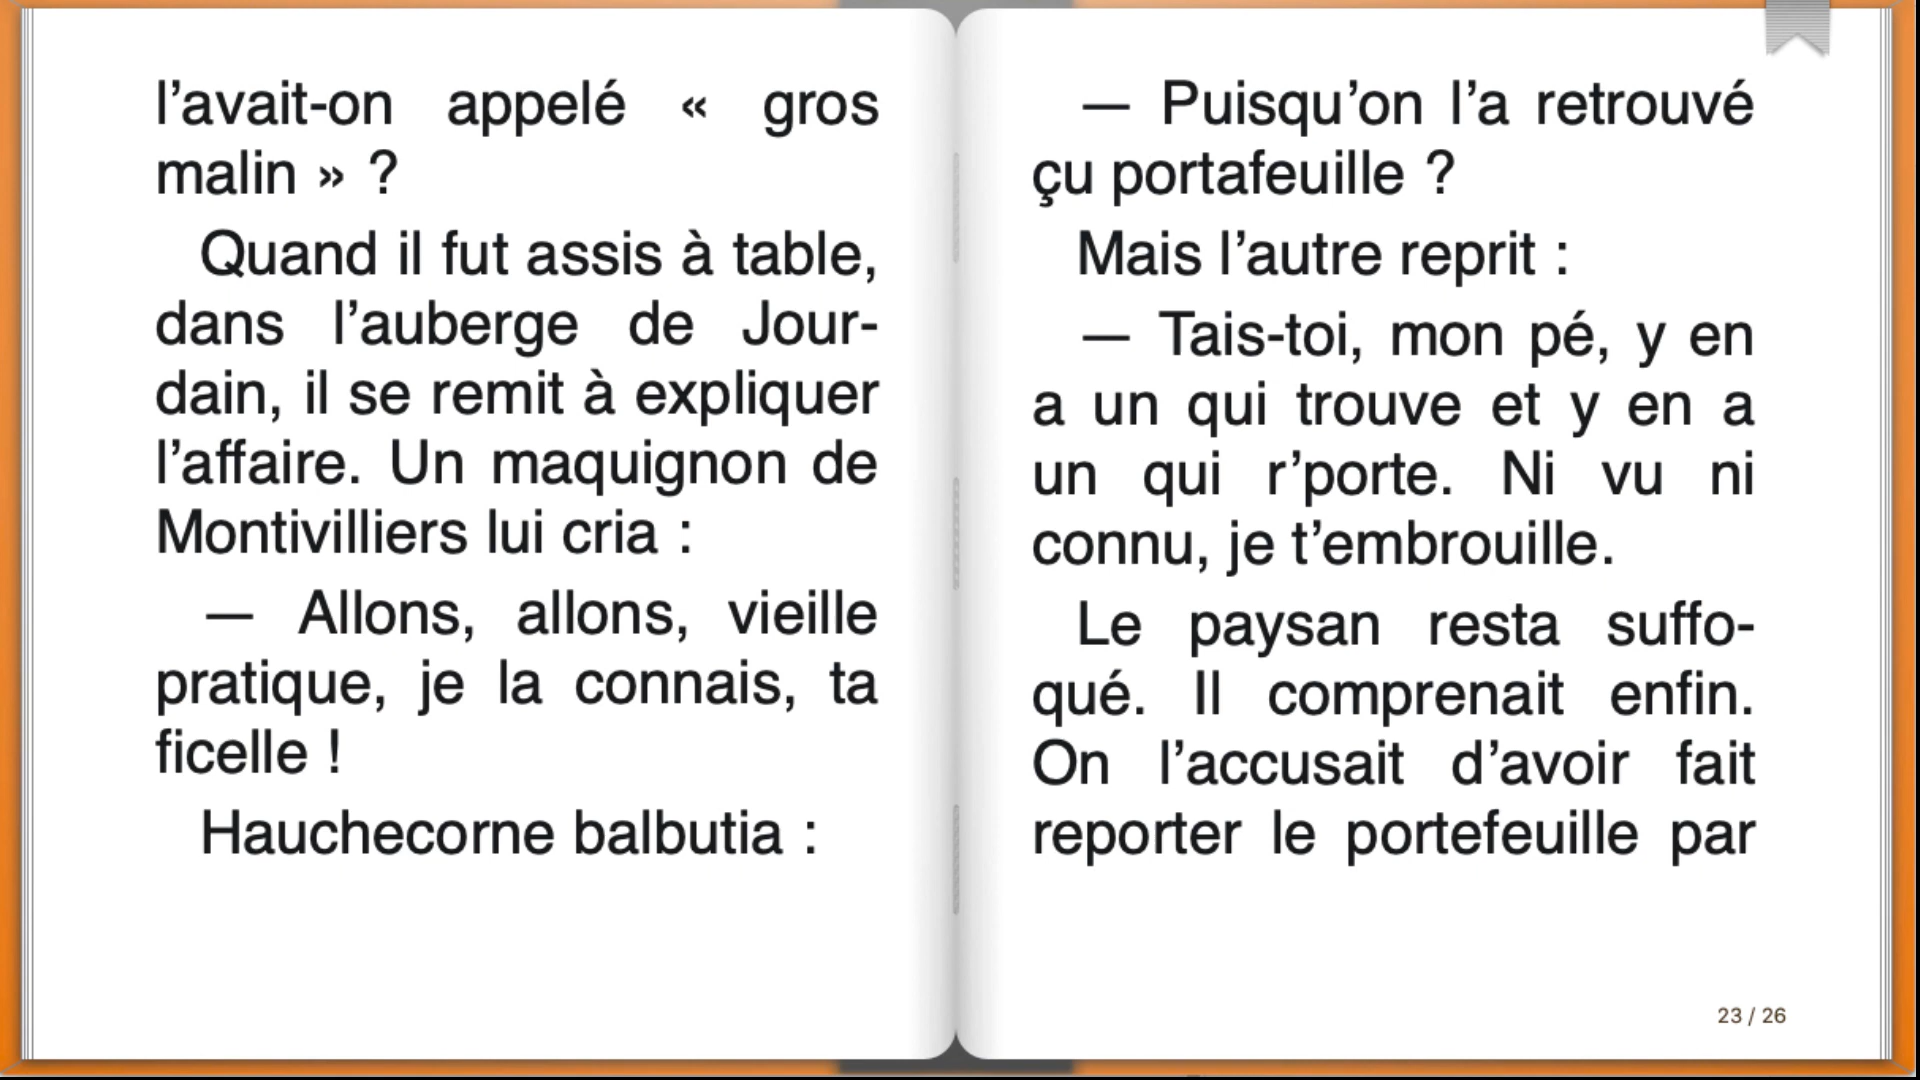 l’avait-on appelé « gros
malin » ?
Quand il fut assis à table,
dans l’auberge de Jour-
dain, il se remit à expliquer
l’affaire. Un maquignon de
Montivilliers lui cria :
— Allons, allons, vieille
pratique, je la connais, ta
ficelle !
Hauchecorne balbutia :
— Puisqu’on l’a retrouvé
çu portafeuille ?
Mais l’autre reprit :
— Tais-toi, mon pé, y en
a un qui trouve et y en a
un qui r’porte. Ni vu ni
connu, je t’embrouille.
Le paysan resta suffo-
qué. Il comprenait enfin.
On l’accusait d’avoir fait
reporter le portefeuille par
23 / 26